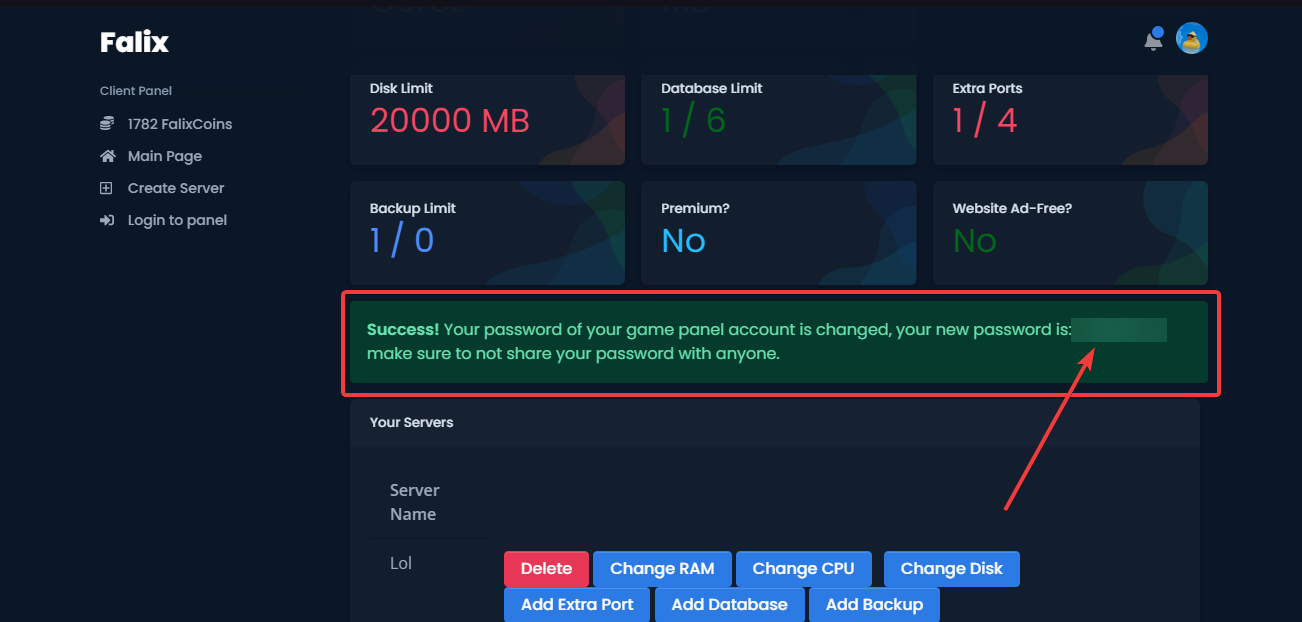 Falix
Client Panel
1782 FalixCoins
Main Page
Create Server
Login to panel
Disk Limit
20000 MB
Database Limit
1 / 6
Extra Ports
1 / 4
Backup Limit
1 / 0
Premium?
No
Website Ad-Free?
No
Success! Your password of your game panel account is changed, your new password is:
make sure to not share your password with anyone.
Your Servers
Server
Name
Lol
Delete Change RAM Change CPU Change Disk
Add Extra Port Add Database Add Backup